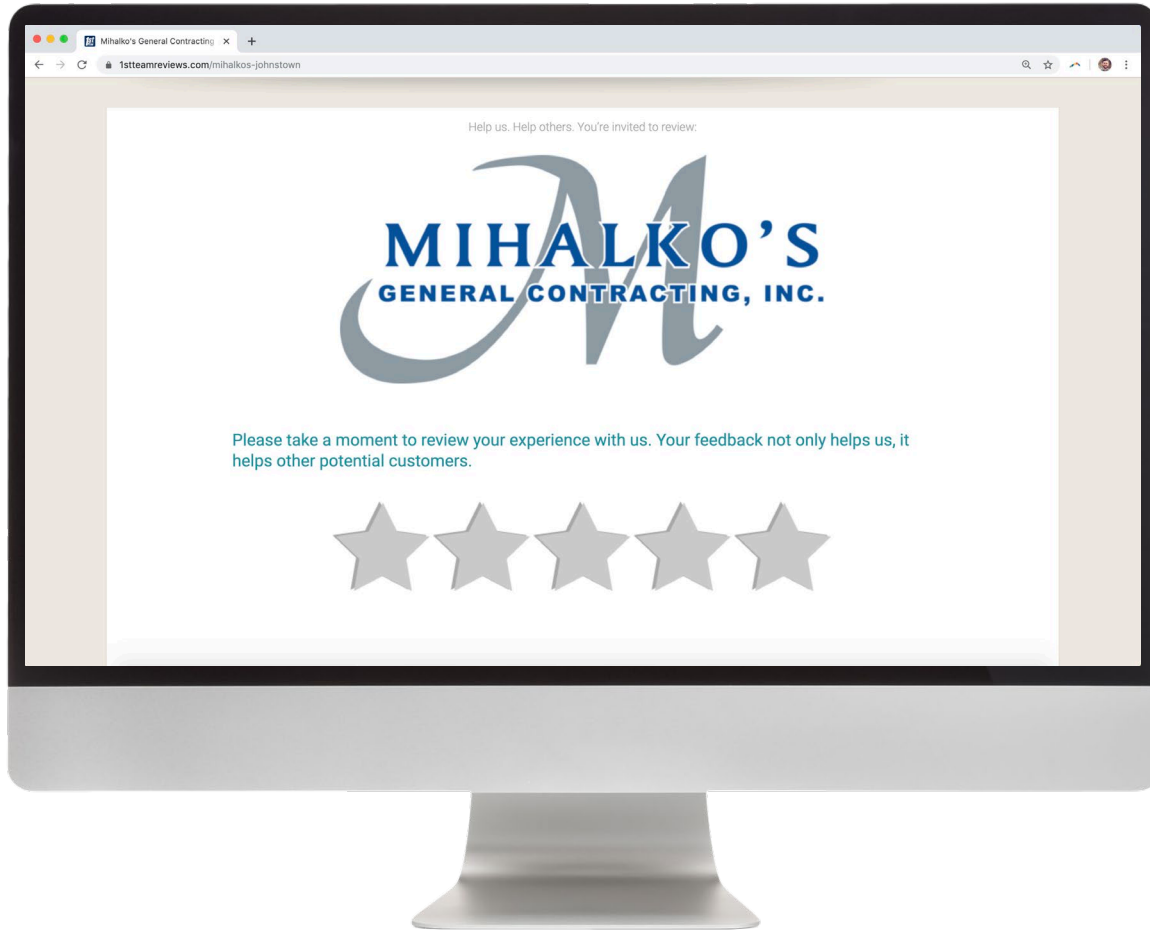 Mihalko's General Contracting
1stteamreviews.com/mihalkos-johnstown
Help us. Help others. You're invited to review:
MIHALKO'S
GENERAL CONTRACTING, INC.
Please take a moment to review your experience with us. Your feedback not only helps us, it
helps other potential customers.